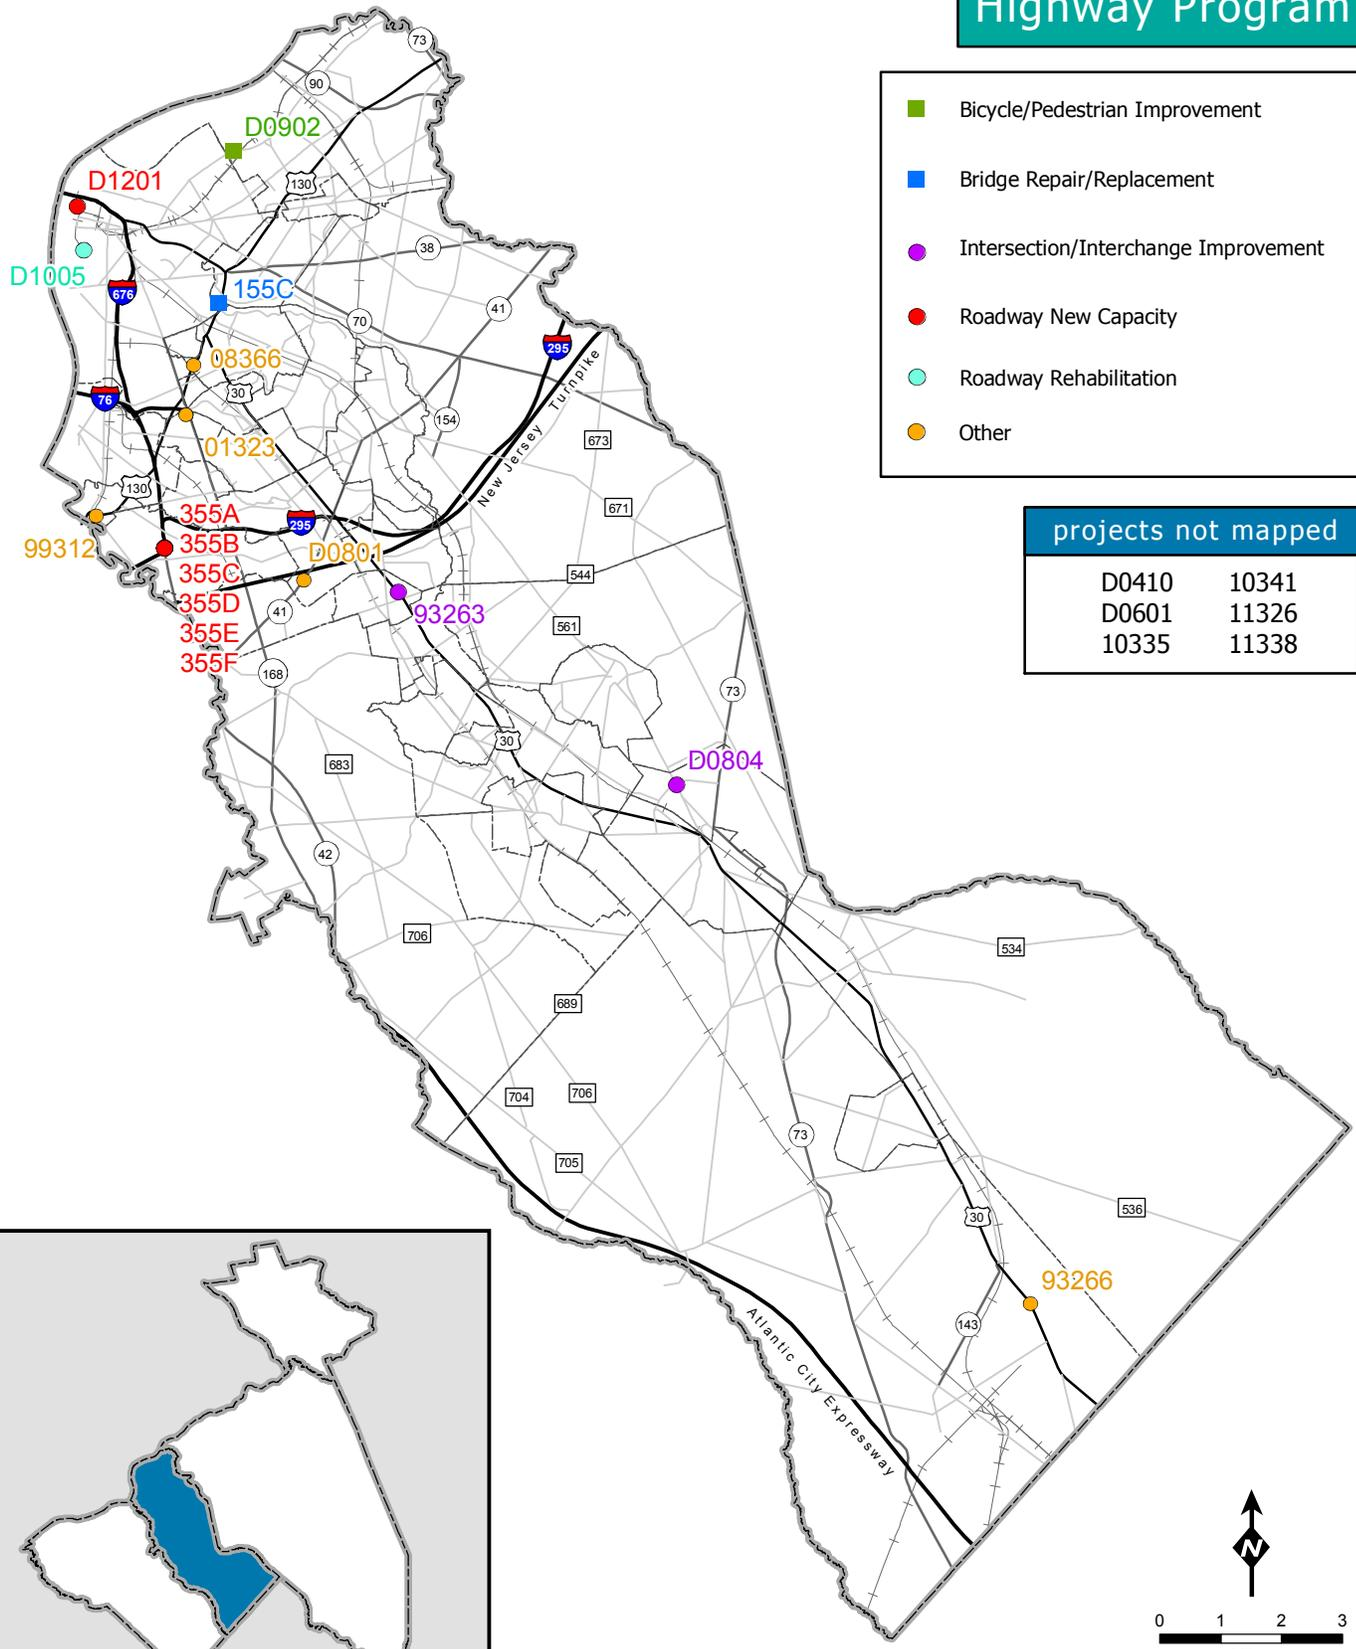 Highway Program
Bicycle/Pedestrian Improvement
Bridge Repair/Replacement
Intersection/Interchange Improvement
Roadway New Capacity
Roadway Rehabilitation
Other
projects not mapped
D0410 10341
D0601 11326
10335 11338
73
90
D0902
D1201
130
38
D1005
676
155C
41
70
295
New Jersey Turnpike
08366
30
76
154
01323
673
130
671
355A
295
99312
355B
D0801
355C
544
355D
41
93263
355E
561
355F
168
73
30
683
D0804
42
706
534
689
704
706
73
705
536
30
93266
143
Atlantic City Expressway
N
0 1 2 3